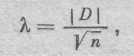 λ = |D| / √n ,